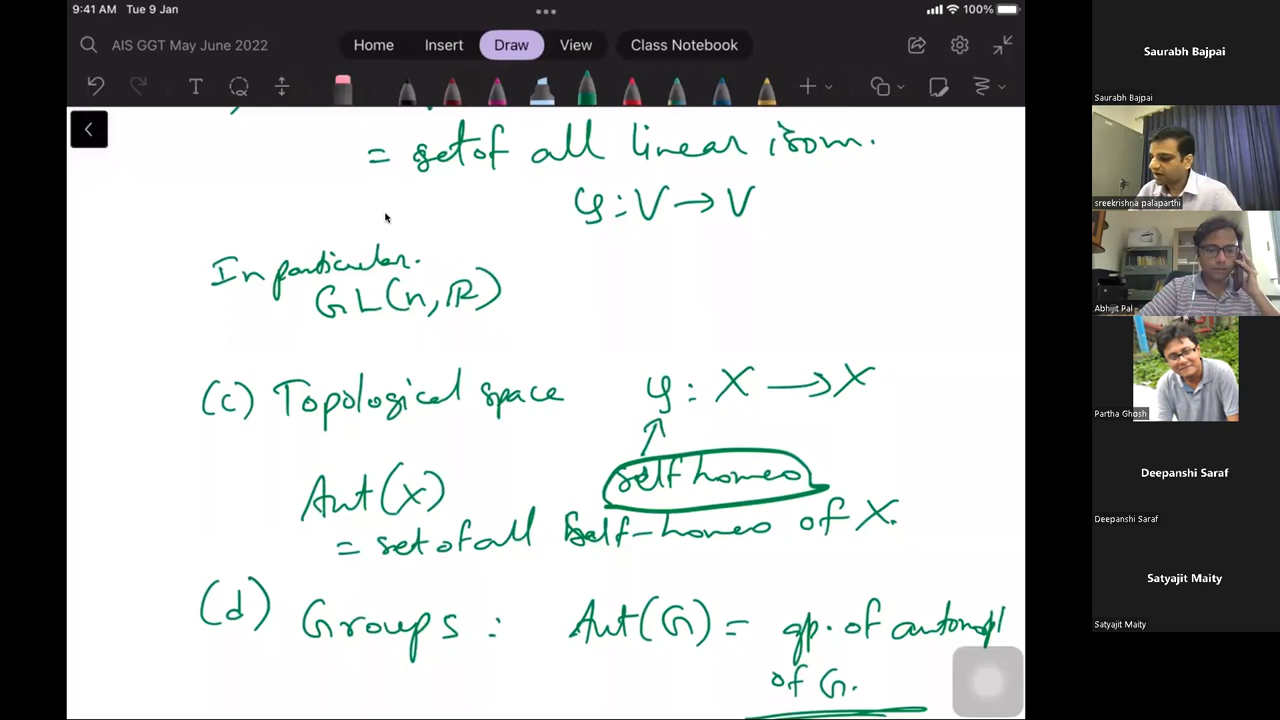 9:41 AM Tue 9 Jan
100%
AIS GGT May June 2022
Home Insert Draw View Class Notebook
= set of all linear isom.
φ : V → V
In particular.
GL(n, ℝ)
(c) Topological space φ : X → X
self homeo
Aut(X)
= set of all self-homeo of X.
(d) Groups : Aut(G) = gp. of automorphl
of G.
Saurabh Bajpai
Saurabh Bajpai
sreekrishna palaparthi
Abhijit Pal
Partha Ghosh
Deepanshi Saraf
Deepanshi Saraf
Satyajit Maity
Satyajit Maity